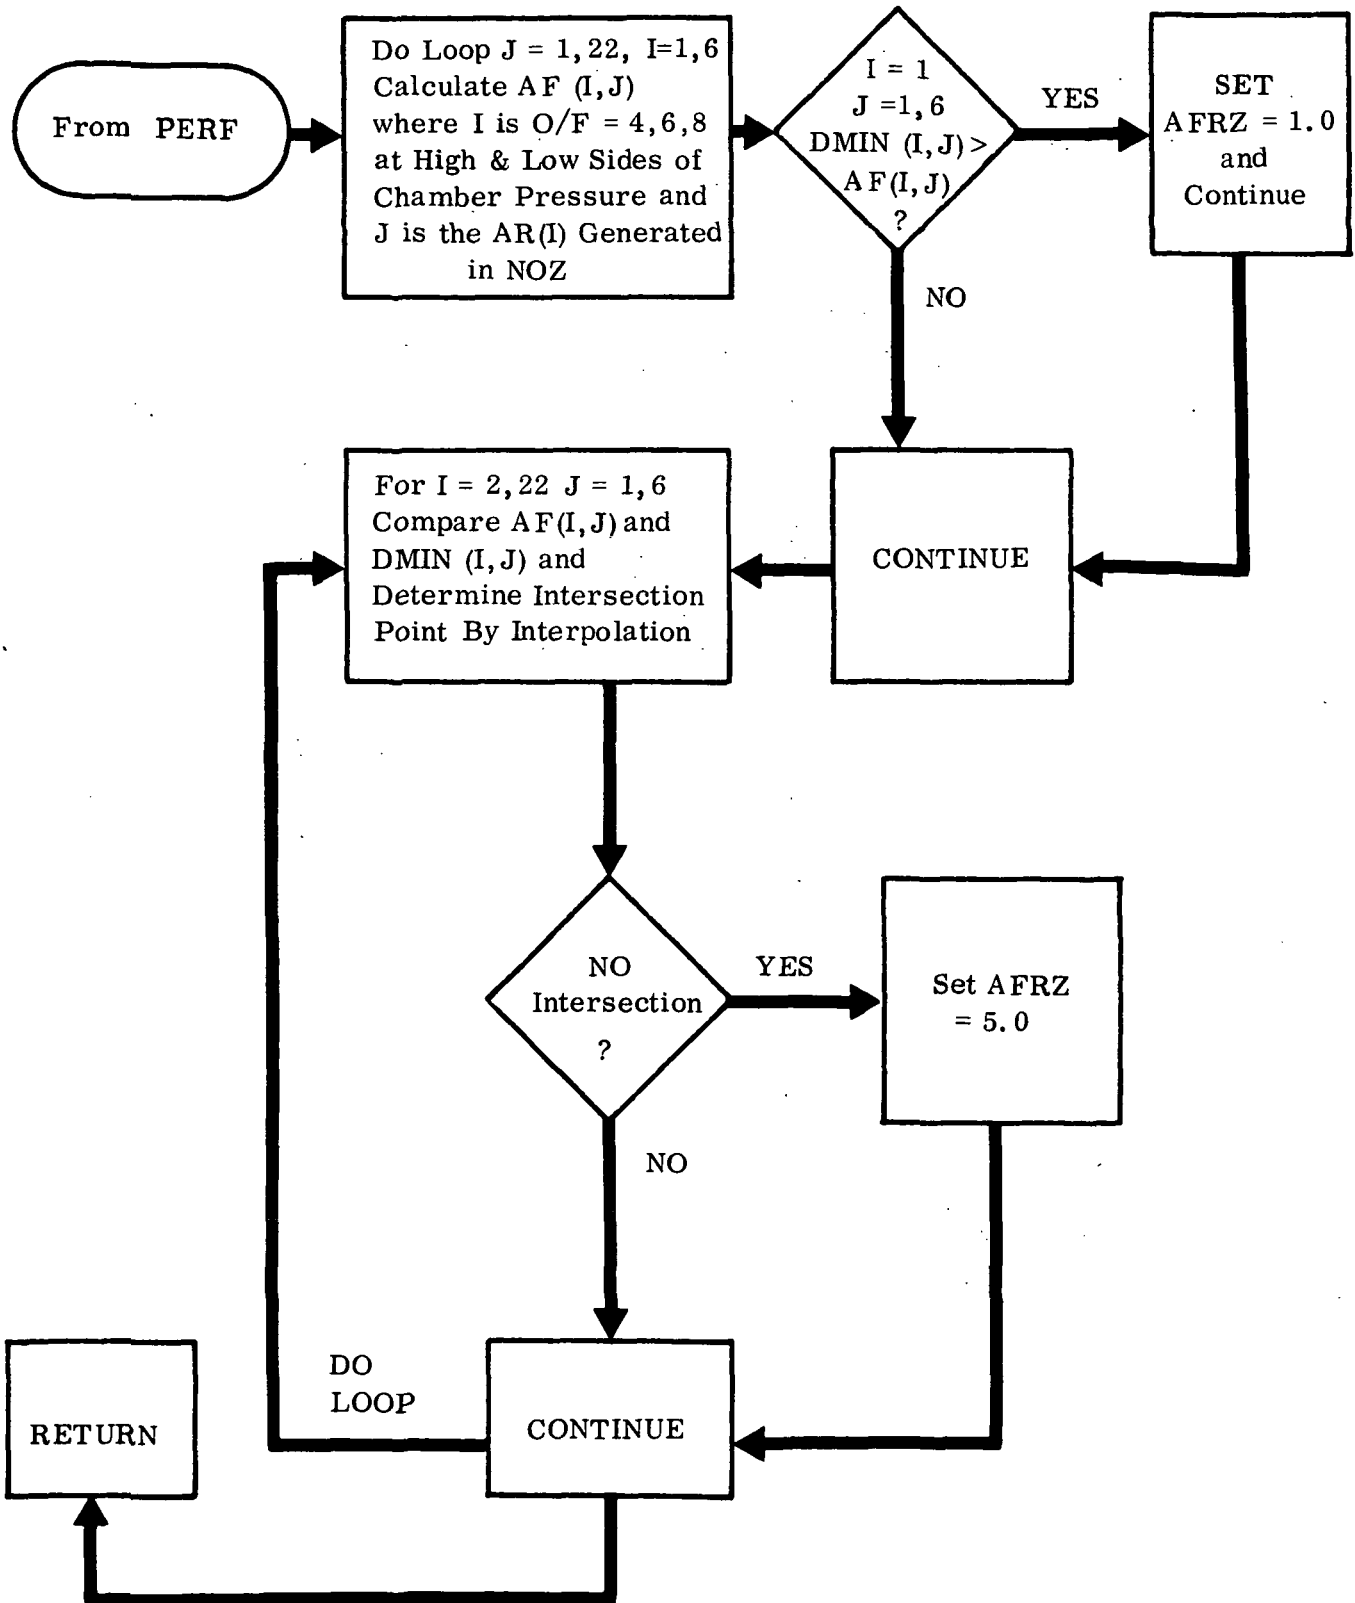 From PERF
Do Loop J = 1,22, I=1,6
Calculate AF (I,J)
where I is O/F = 4,6,8
at High & Low Sides of
Chamber Pressure and
J is the AR(I) Generated
in NOZ
I = 1
J =1,6
DMIN (I,J) >
AF(I,J)
?
YES
SET
AFRZ = 1.0
and
Continue
NO
For I = 2,22 J = 1,6
Compare AF(I,J) and
DMIN (I,J) and
Determine Intersection
Point By Interpolation
CONTINUE
NO
Intersection
?
YES
Set AFRZ
= 5.0
NO
DO
LOOP
RETURN
CONTINUE